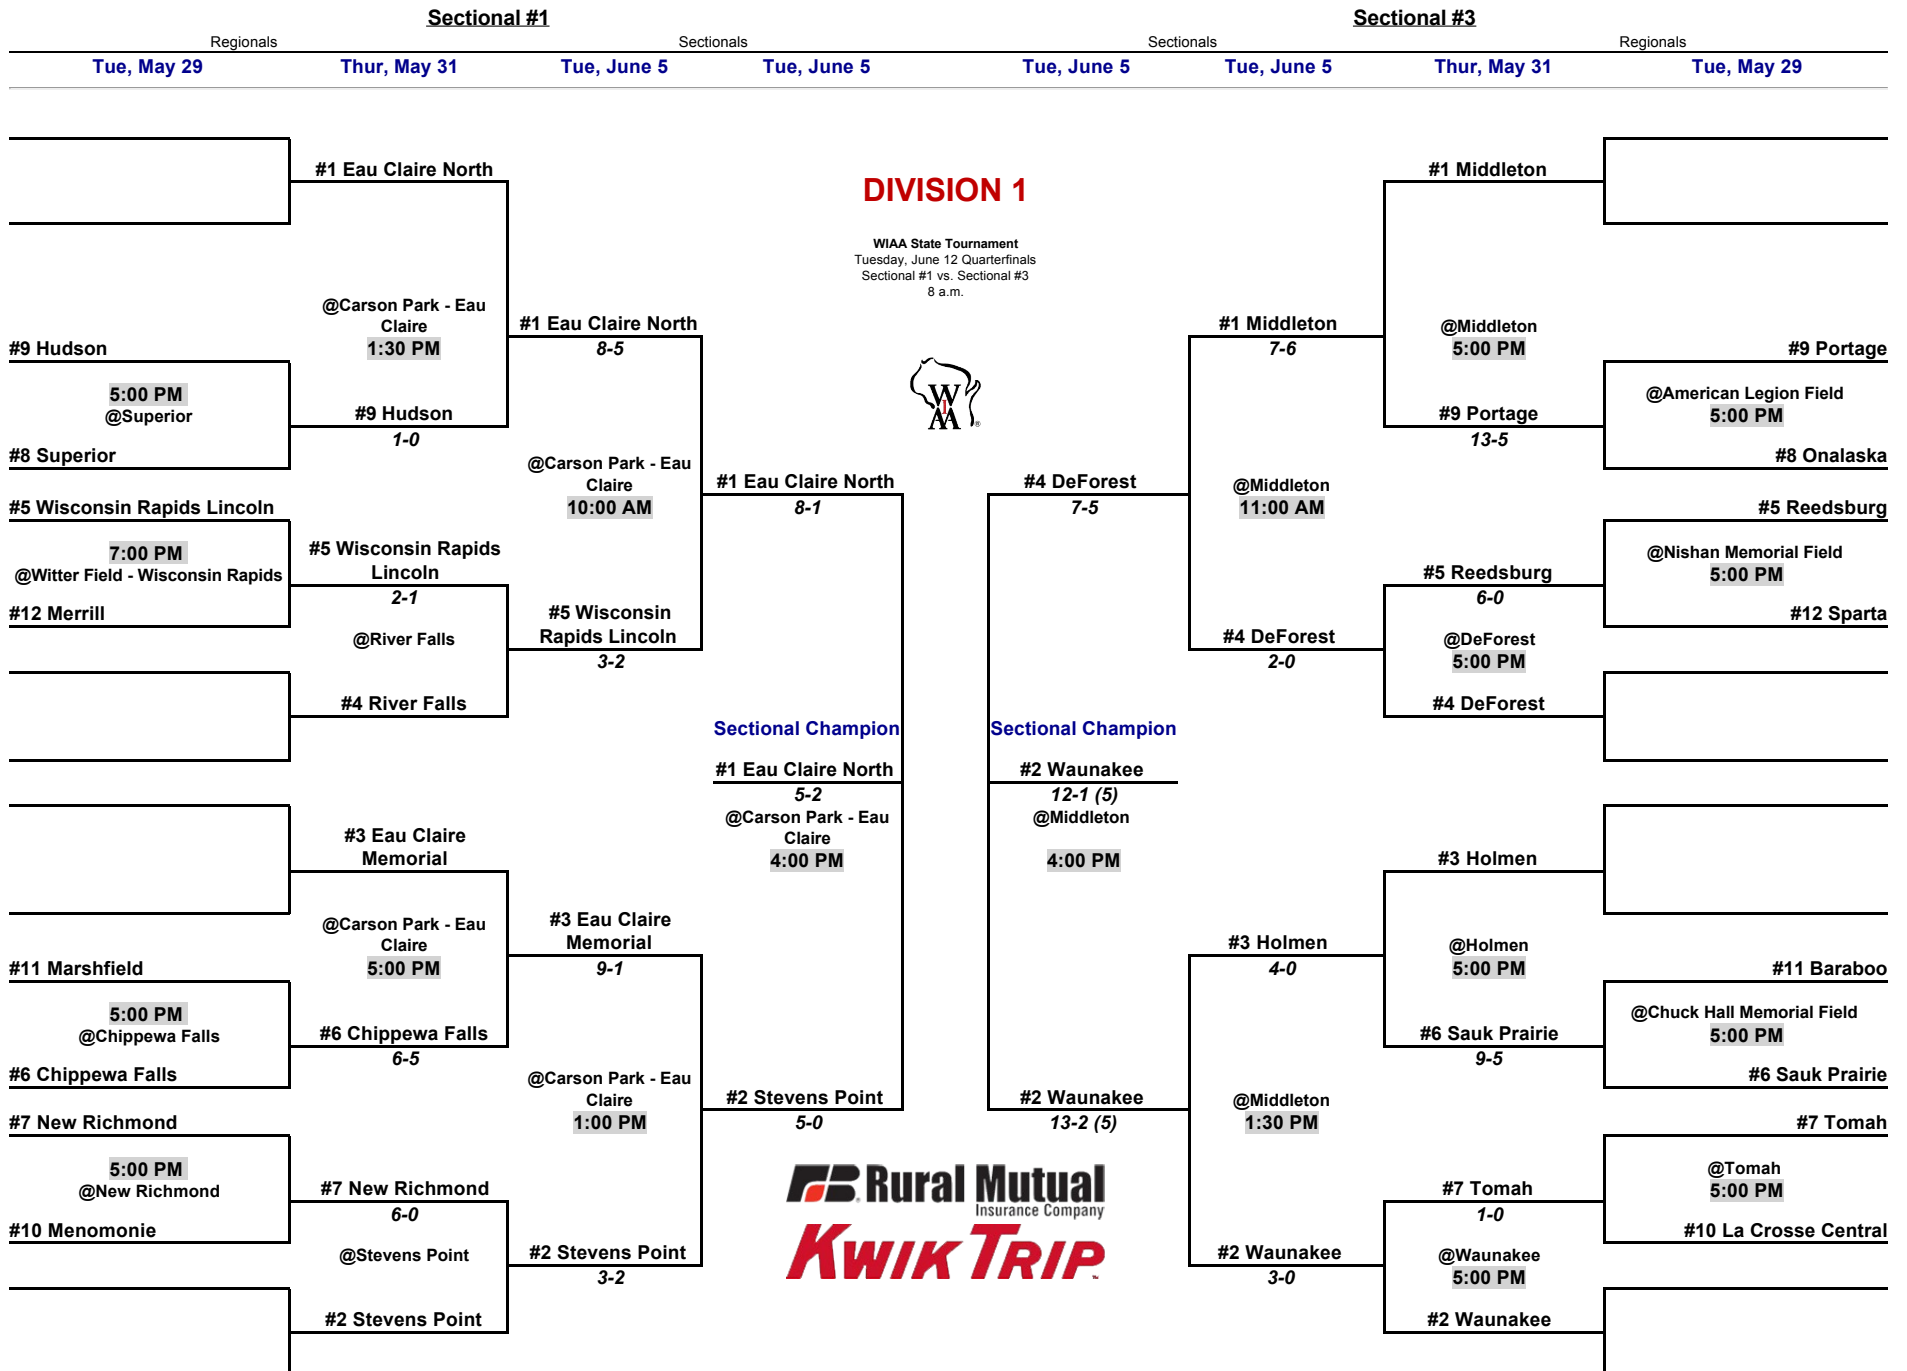 Sectional #1
Sectional #3
Regionals
Sectionals
Sectionals
Regionals
Tue, May 29
Thur, May 31
Tue, June 5
Tue, June 5
Tue, June 5
Tue, June 5
Thur, May 31
Tue, May 29
#9 Hudson
5:00 PM
@Superior
#8 Superior
#5 Wisconsin Rapids Lincoln
7:00 PM
@Witter Field - Wisconsin Rapids
#12 Merrill
#11 Marshfield
5:00 PM
@Chippewa Falls
#6 Chippewa Falls
#7 New Richmond
5:00 PM
@New Richmond
#10 Menomonie
#1 Eau Claire North
@Carson Park - Eau
Claire
1:30 PM
#9 Hudson
1-0
#5 Wisconsin Rapids
Lincoln
2-1
@River Falls
#4 River Falls
#3 Eau Claire
Memorial
@Carson Park - Eau
Claire
5:00 PM
#6 Chippewa Falls
6-5
#7 New Richmond
6-0
@Stevens Point
#2 Stevens Point
#1 Eau Claire North
8-5
@Carson Park - Eau
Claire
10:00 AM
#5 Wisconsin
Rapids Lincoln
3-2
#3 Eau Claire
Memorial
9-1
@Carson Park - Eau
Claire
1:00 PM
#2 Stevens Point
3-2
#1 Eau Claire North
8-1
Sectional Champion
#1 Eau Claire North
5-2
@Carson Park - Eau
Claire
4:00 PM
#2 Stevens Point
5-0
DIVISION 1
WIAA State Tournament
Tuesday, June 12 Quarterfinals
Sectional #1 vs. Sectional #3
8 a.m.
W
I
AA
®
#4 DeForest
7-5
Sectional Champion
#2 Waunakee
12-1 (5)
@Middleton
4:00 PM
#2 Waunakee
13-2 (5)
FB Rural Mutual
Insurance Company
KWIK TRIP
#1 Middleton
7-6
@Middleton
11:00 AM
#4 DeForest
2-0
#3 Holmen
4-0
@Middleton
1:30 PM
#2 Waunakee
3-0
#1 Middleton
@Middleton
5:00 PM
#9 Portage
13-5
#5 Reedsburg
6-0
@DeForest
5:00 PM
#4 DeForest
#3 Holmen
@Holmen
5:00 PM
#6 Sauk Prairie
9-5
#7 Tomah
1-0
@Waunakee
5:00 PM
#2 Waunakee
#9 Portage
@American Legion Field
5:00 PM
#8 Onalaska
#5 Reedsburg
@Nishan Memorial Field
5:00 PM
#12 Sparta
#11 Baraboo
@Chuck Hall Memorial Field
5:00 PM
#6 Sauk Prairie
#7 Tomah
@Tomah
5:00 PM
#10 La Crosse Central